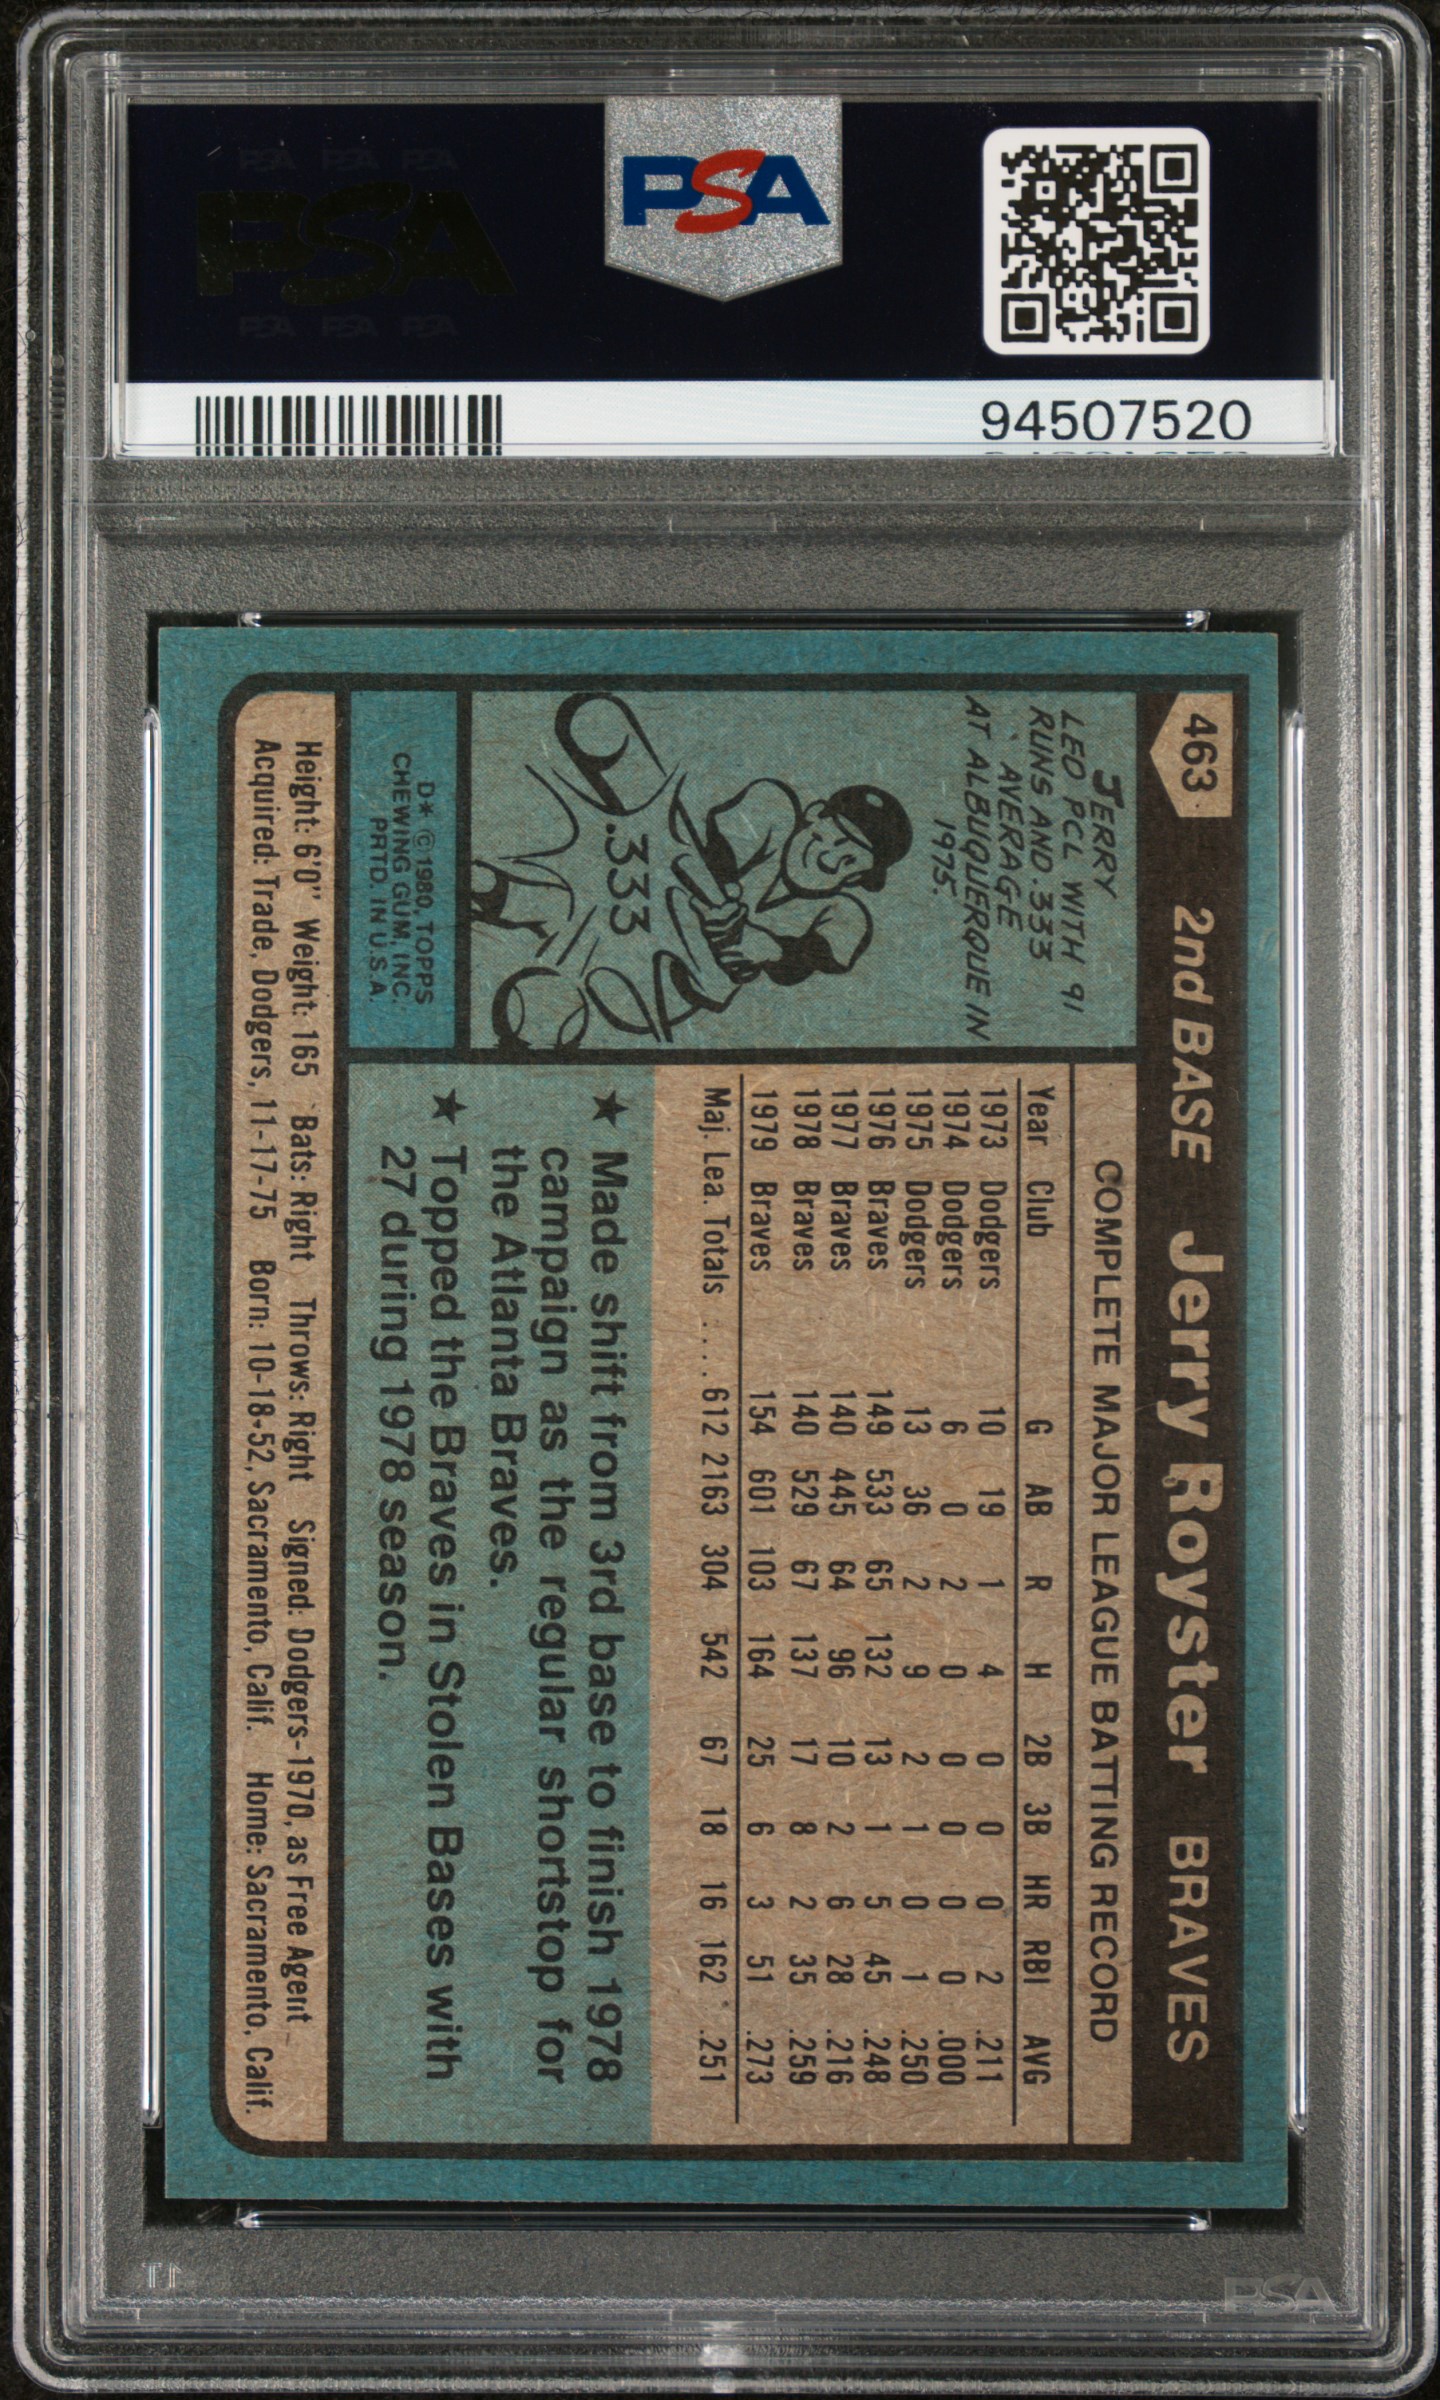 PSA PSA PSA
PSA
PSA PSA PSA
PSA
94507520
463 2nd BASE Jerry Royster BRAVES
JERRY
LED PCL WITH 91
RUNS AND .333
AVERAGE
AT ALBUQUERQUE IN
1975.
.333
D* © 1980, TOPPS
CHEWING GUM, INC.
PRTD. IN U.S.A.
COMPLETE MAJOR LEAGUE BATTING RECORD
Year Club G AB R H 2B 3B HR RBI AVG
1973 Dodgers 10 19 1 4 0 0 0 2 .211
1974 Dodgers 6 0 2 0 0 0 0 0 .000
1975 Dodgers 13 36 2 9 2 1 0 1 .250
1976 Braves 149 533 65 132 13 1 5 45 .248
1977 Braves 140 445 64 96 10 2 6 28 .216
1978 Braves 140 529 67 137 17 8 2 35 .259
1979 Braves 154 601 103 164 25 6 3 51 .273
Maj. Lea. Totals . . . . 612 2163 304 542 67 18 16 162 .251
★ Made shift from 3rd base to finish 1978
campaign as the regular shortstop for
the Atlanta Braves.
★ Topped the Braves in Stolen Bases with
27 during 1978 season.
Height: 6'0" Weight: 165 Bats: Right Throws: Right Signed: Dodgers-1970, as Free Agent
Acquired: Trade, Dodgers, 11-17-75 Born: 10-18-52, Sacramento, Calif. Home: Sacramento, Calif.
PSA